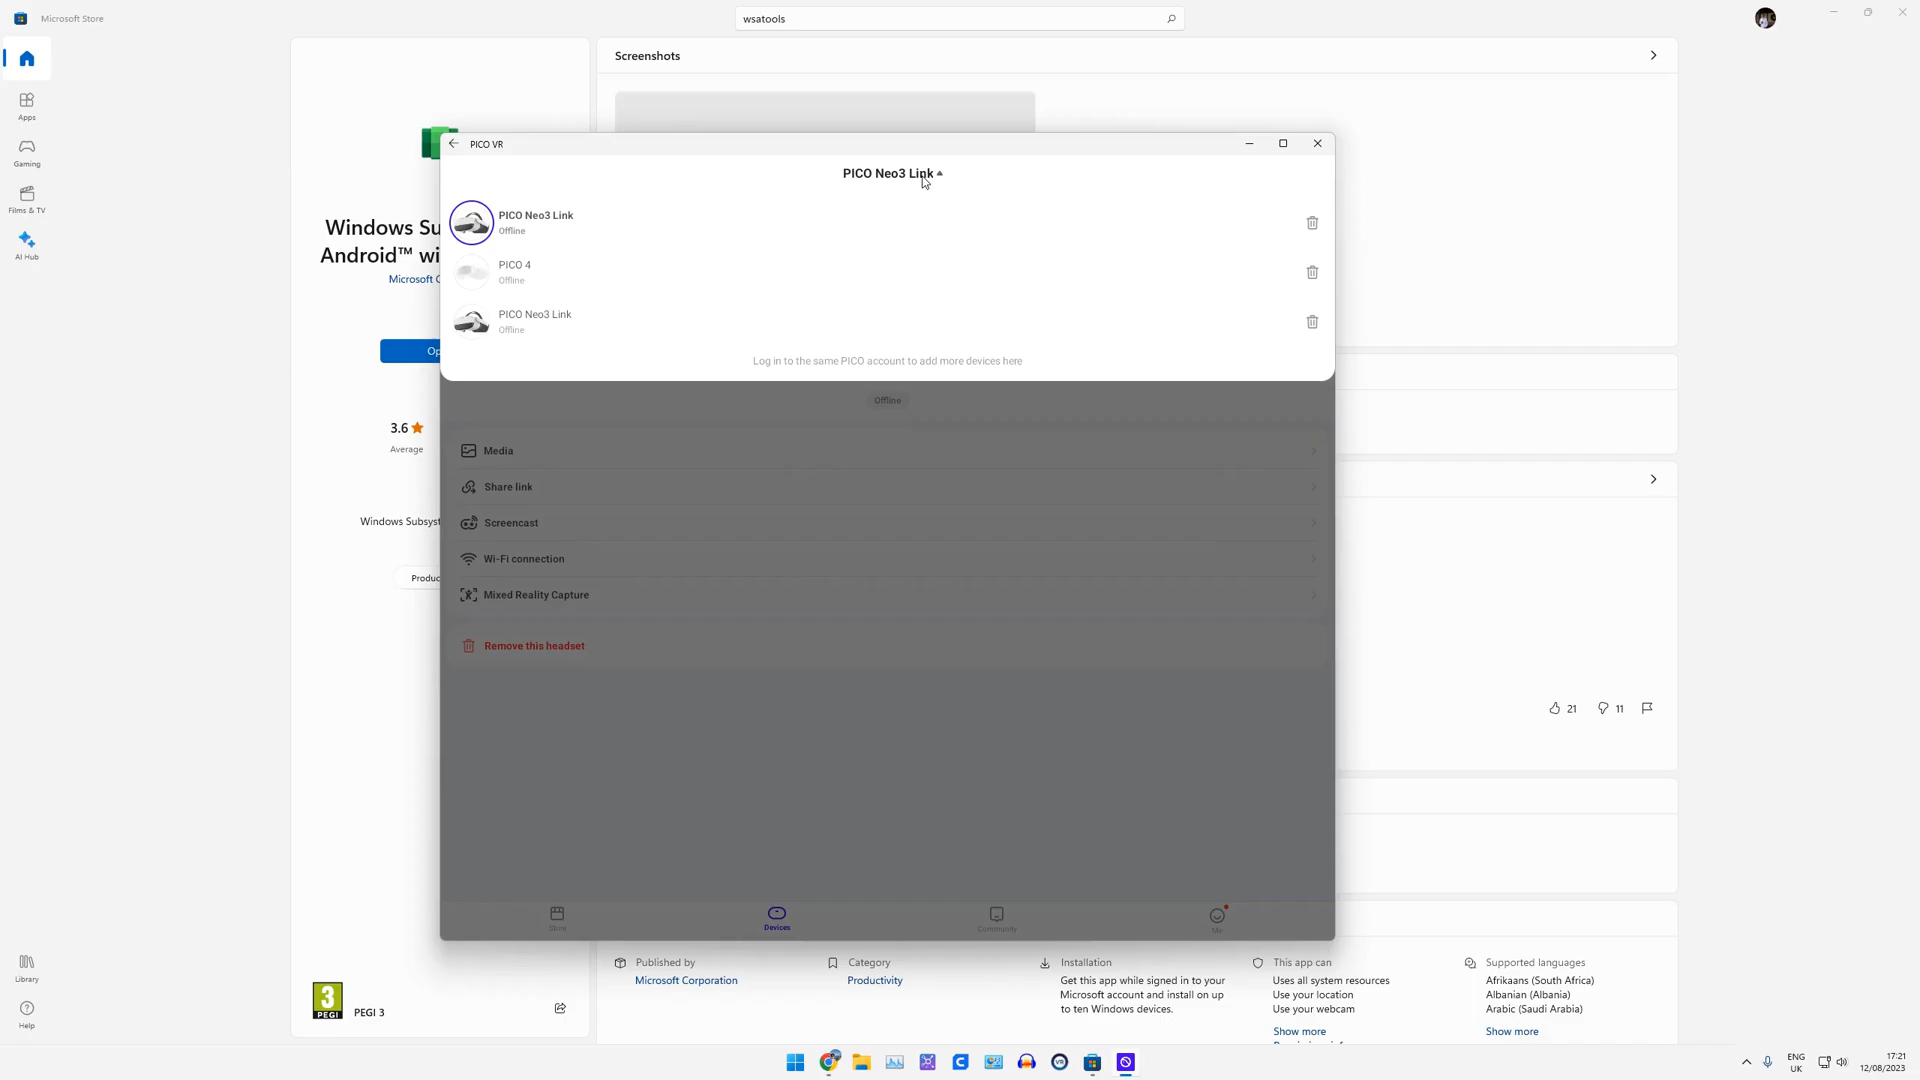 Microsoft Store
wsatools
Apps
Gaming
Films & TV
AI Hub
Library
Help
Windows Su
Android™ wi
Microsoft C
Op
3.6
Average
Windows Subsyst
Produc
3
PEGI
PEGI 3
Screenshots
PICO VR
PICO Neo3 Link
PICO Neo3 Link
Offline
PICO 4
Offline
PICO Neo3 Link
Offline
Log in to the same PICO account to add more devices here
Offline
Media
Share link
Screencast
Wi-Fi connection
Mixed Reality Capture
Remove this headset
Store
Devices
Community
Me
21
11
Published by
Microsoft Corporation
Category
Productivity
Installation
Get this app while signed in to your
Microsoft account and install on up
to ten Windows devices.
This app can
Uses all system resources
Use your location
Use your webcam
Show more
Supported languages
Afrikaans (South Africa)
Albanian (Albania)
Arabic (Saudi Arabia)
Show more
ENG
UK
17:21
12/08/2023